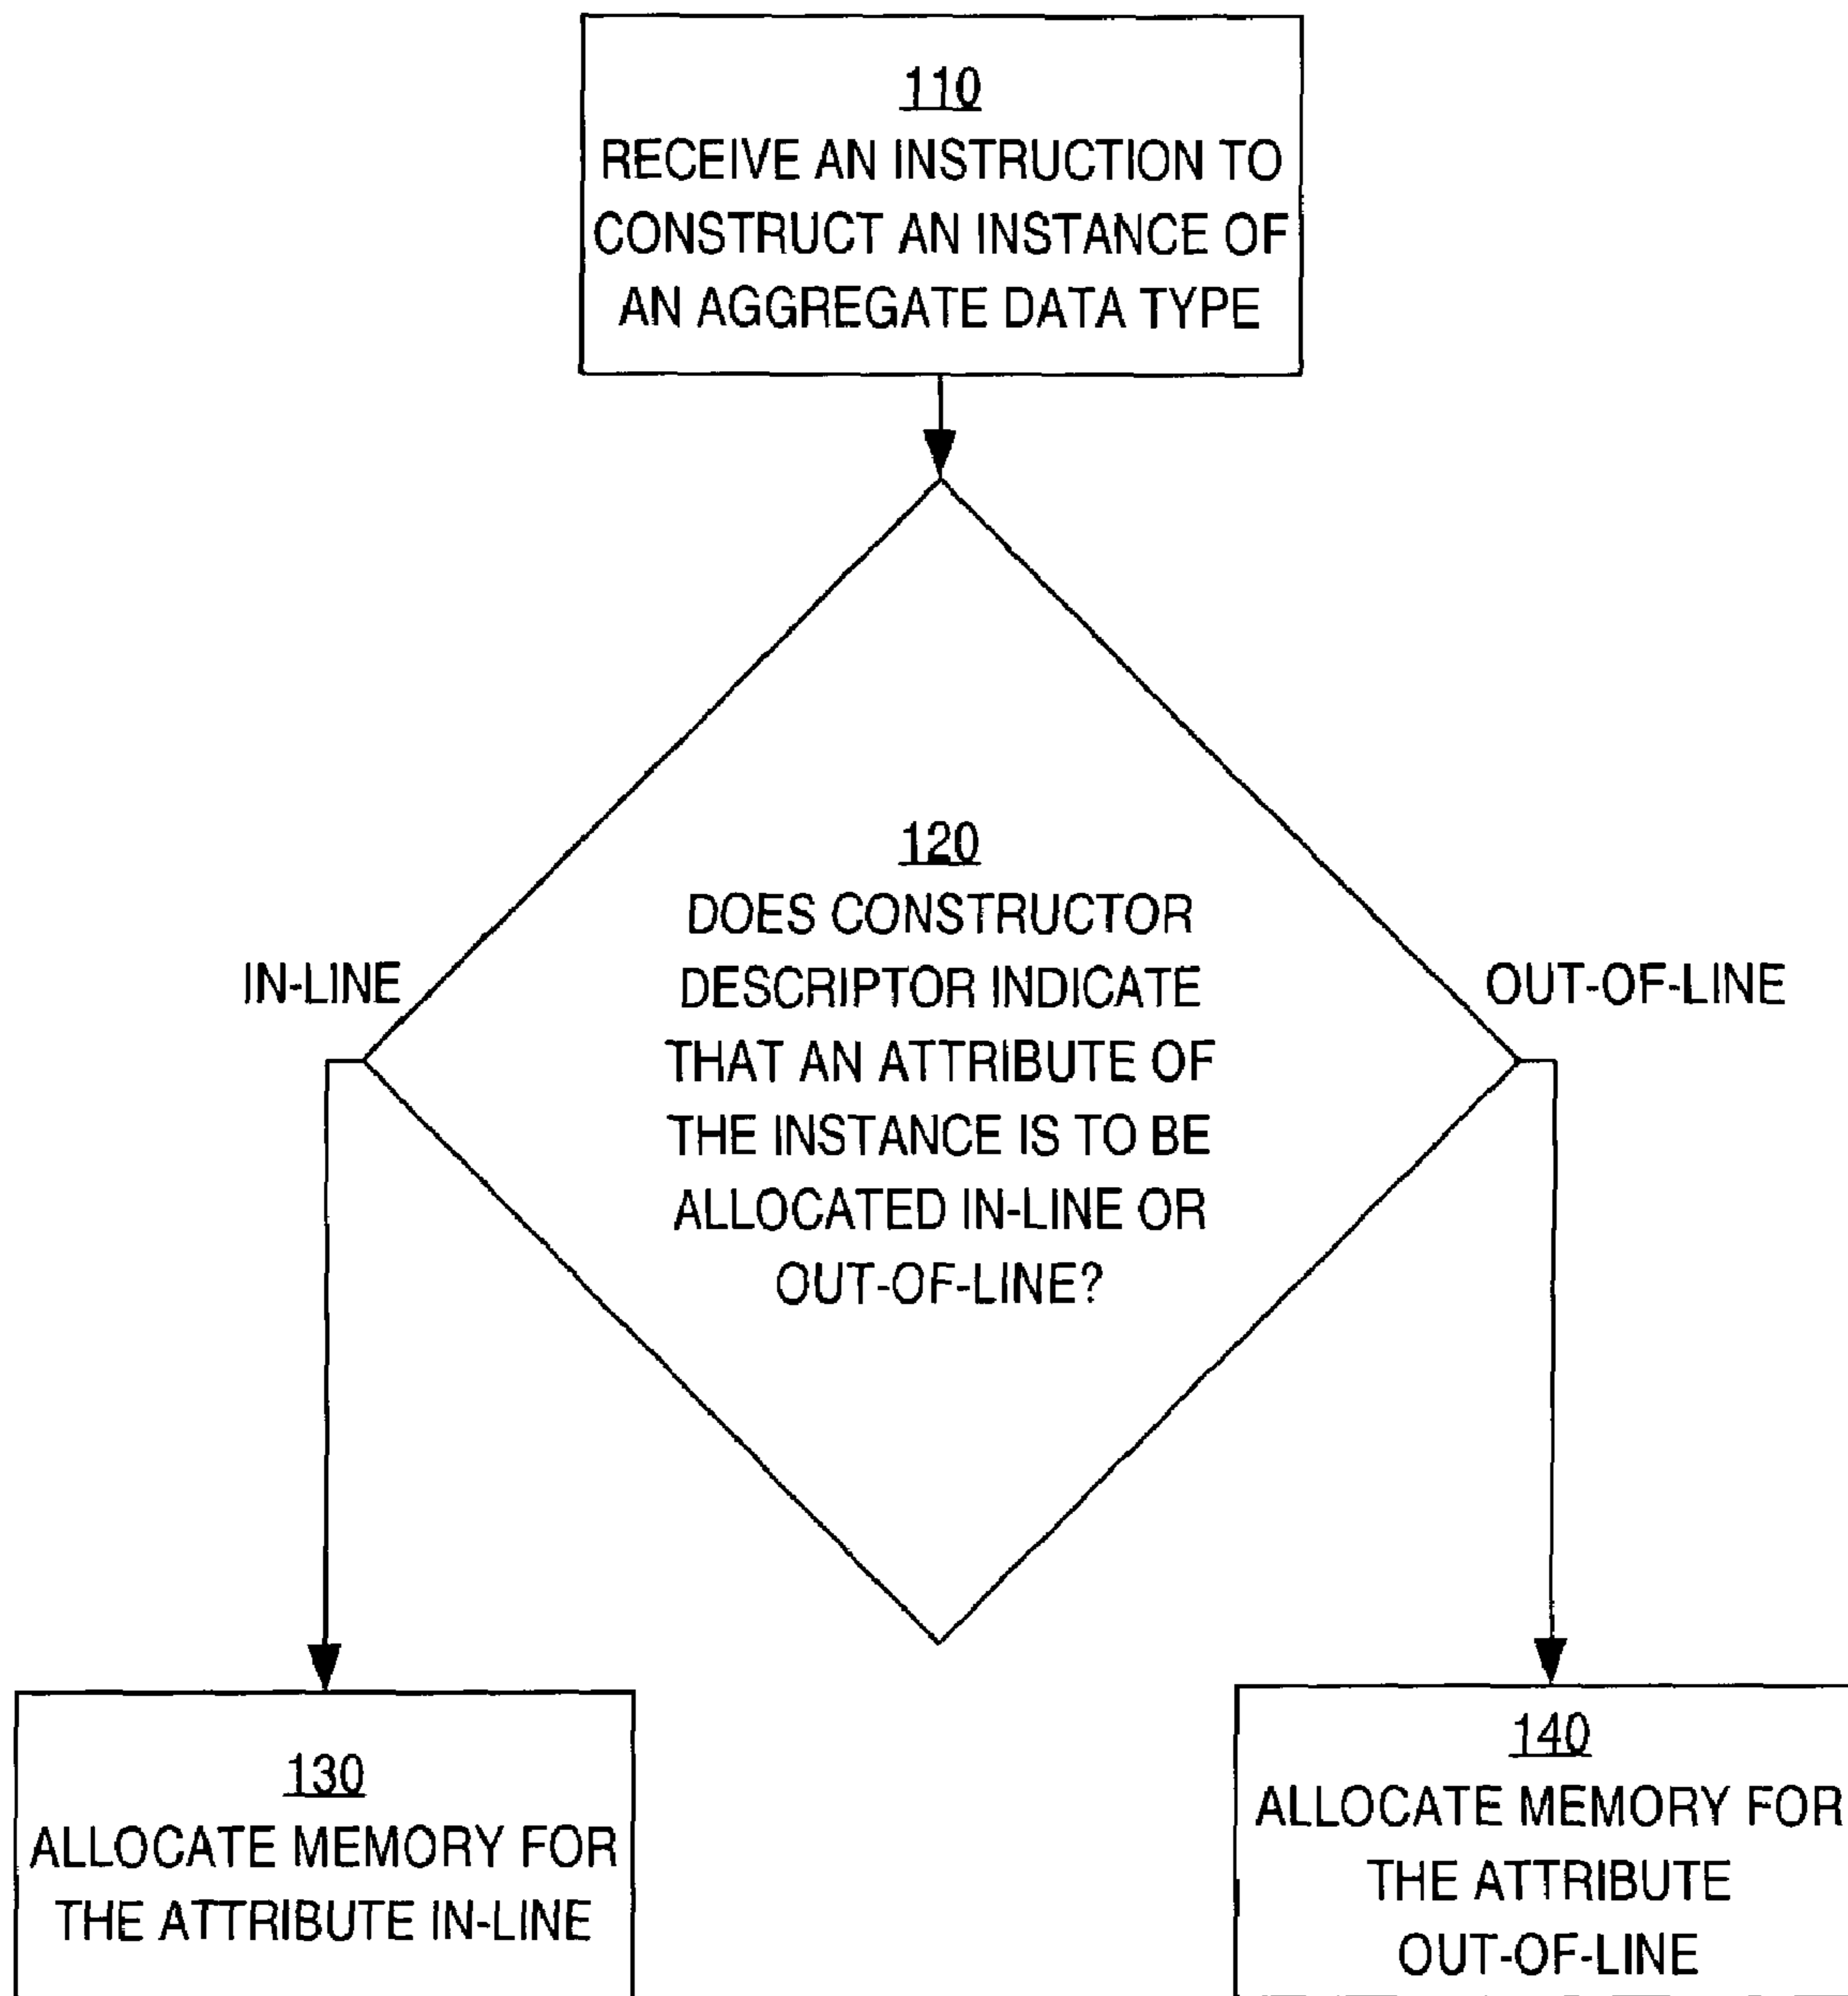 110
RECEIVE AN INSTRUCTION TO
CONSTRUCT AN INSTANCE OF
AN AGGREGATE DATA TYPE
120
DOES CONSTRUCTOR
DESCRIPTOR INDICATE
THAT AN ATTRIBUTE OF
THE INSTANCE IS TO BE
ALLOCATED IN-LINE OR
OUT-OF-LINE?
IN-LINE
OUT-OF-LINE
130
ALLOCATE MEMORY FOR
THE ATTRIBUTE IN-LINE
140
ALLOCATE MEMORY FOR
THE ATTRIBUTE
OUT-OF-LINE